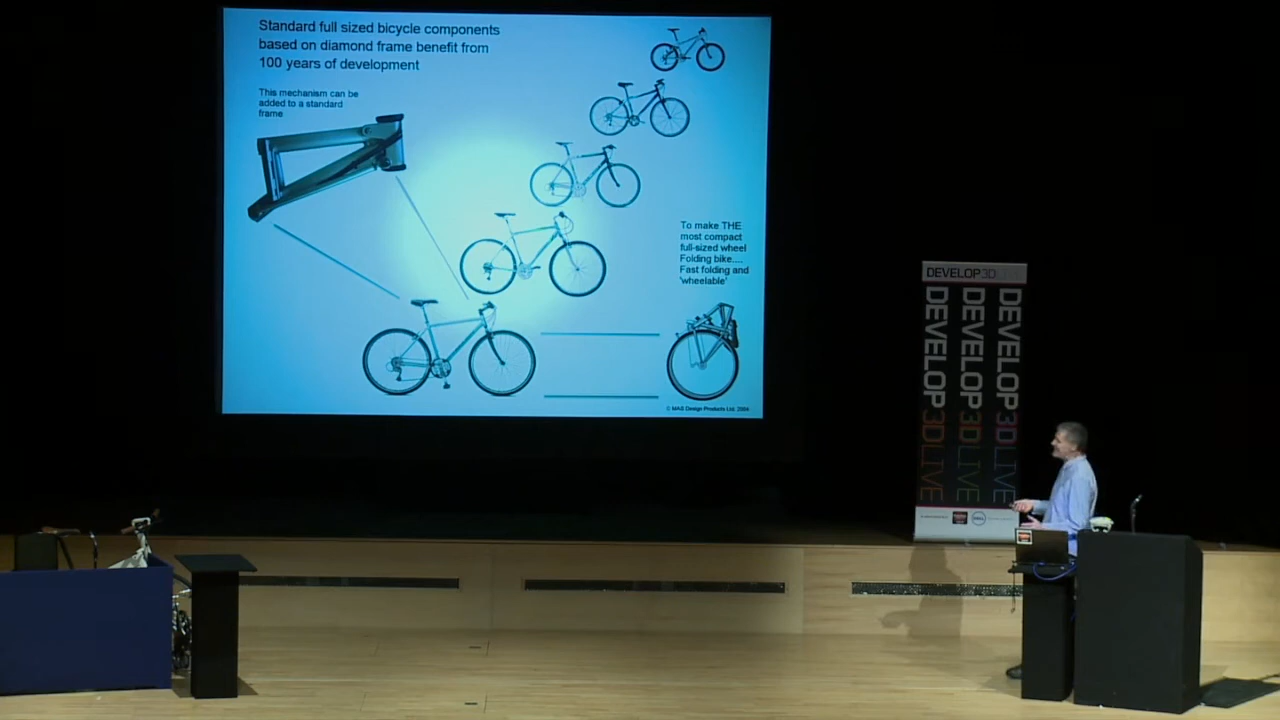 Standard full sized bicycle components
based on diamond frame benefit from
100 years of development
This mechanism can be
added to a standard
frame
To make THE
most compact
full-sized wheel
Folding bike....
Fast folding and
'wheelable'
© MAS Design Products Ltd. 2004
DEVELOP3D LIVE
DEVELOP3DLIVE
DEVELOP3DLIVE
DEVELOP3DLIVE
DELL